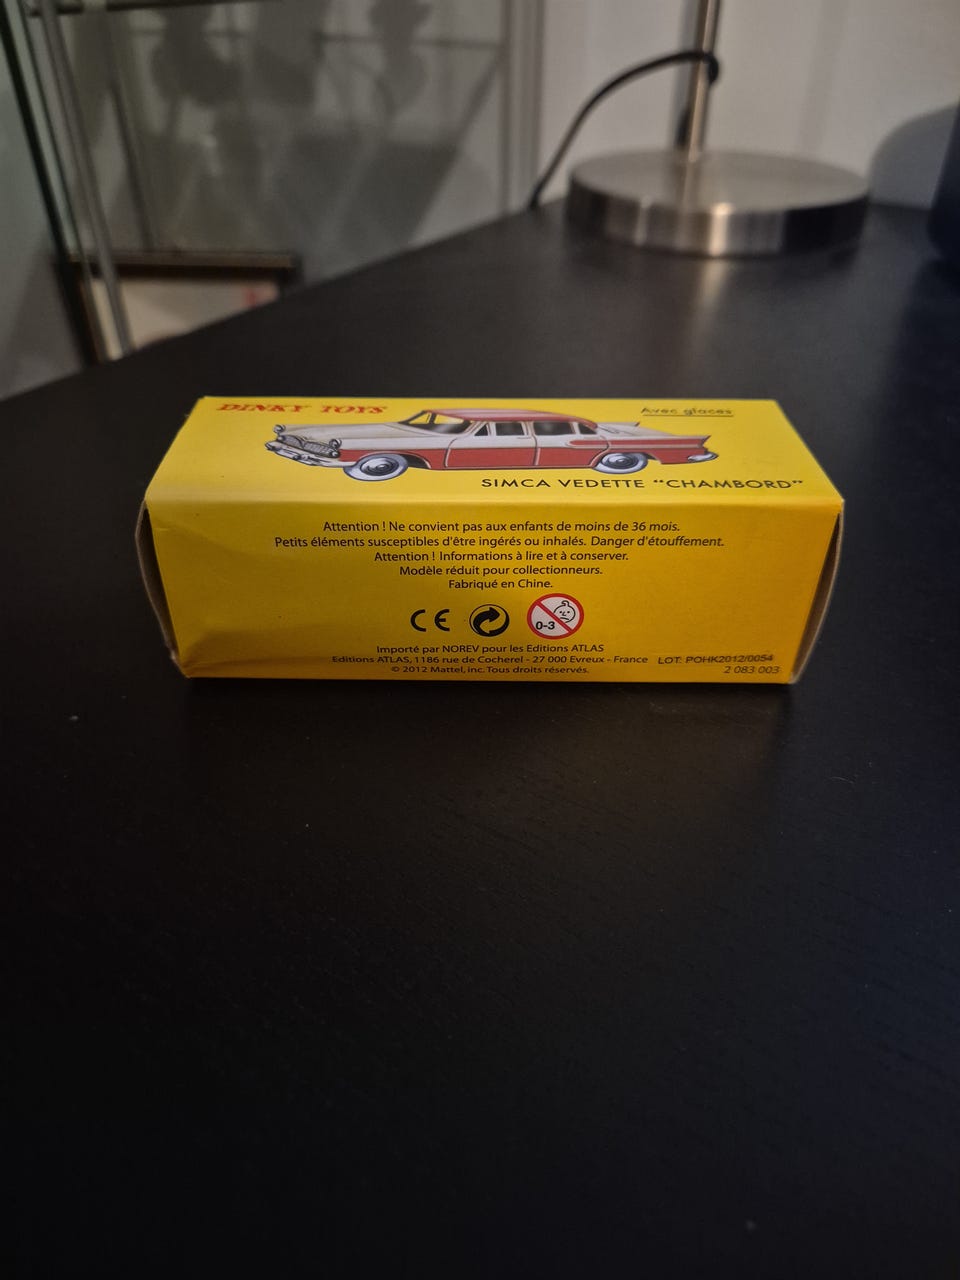 DINKY TOYS
Avec glaces
SIMCA VEDETTE “CHAMBORD”
Attention ! Ne convient pas aux enfants de moins de 36 mois.
Petits éléments susceptibles d'être ingérés ou inhalés. Danger d'étouffement.
Attention ! Informations à lire et à conserver.
Modèle réduit pour collectionneurs.
Fabriqué en Chine.
CE
0-3
Importé par NOREV pour les Editions ATLAS
Editions ATLAS, 1186 rue de Cocherel - 27 000 Evreux - France LOT: POHK2012/0054
© 2012 Mattel, inc. Tous droits réservés. 2 083 003